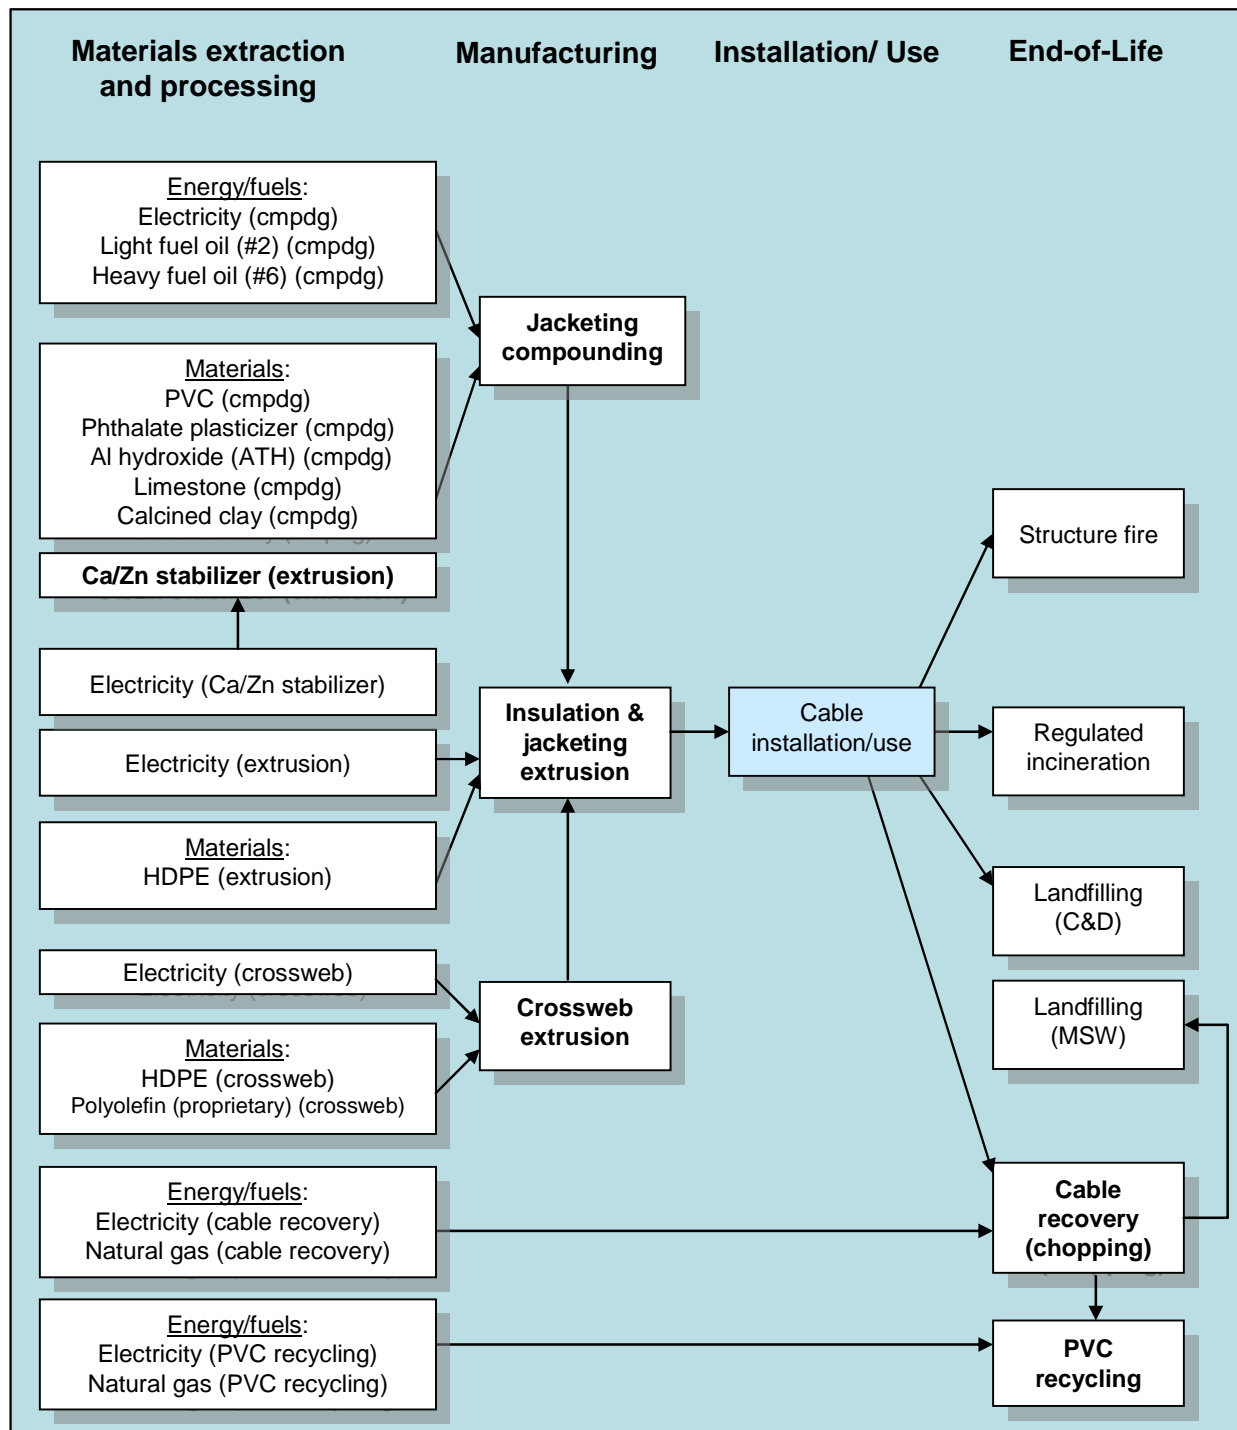 Materials extraction
and processing
Manufacturing
Installation/ Use
End-of-Life
Energy/fuels:
Electricity (cmpdg)
Light fuel oil (#2) (cmpdg)
Heavy fuel oil (#6) (cmpdg)
Jacketing
compounding
Materials:
PVC (cmpdg)
Phthalate plasticizer (cmpdg)
Al hydroxide (ATH) (cmpdg)
Limestone (cmpdg)
Calcined clay (cmpdg)
Structure fire
Ca/Zn stabilizer (extrusion)
Electricity (Ca/Zn stabilizer)
Insulation &
jacketing
extrusion
Cable
installation/use
Regulated
incineration
Electricity (extrusion)
Materials:
HDPE (extrusion)
Landfilling
(C&D)
Electricity (crossweb)
Crossweb
extrusion
Landfilling
(MSW)
Materials:
HDPE (crossweb)
Polyolefin (proprietary) (crossweb)
Energy/fuels:
Electricity (cable recovery)
Natural gas (cable recovery)
Cable
recovery
(chopping)
Energy/fuels:
Electricity (PVC recycling)
Natural gas (PVC recycling)
PVC
recycling